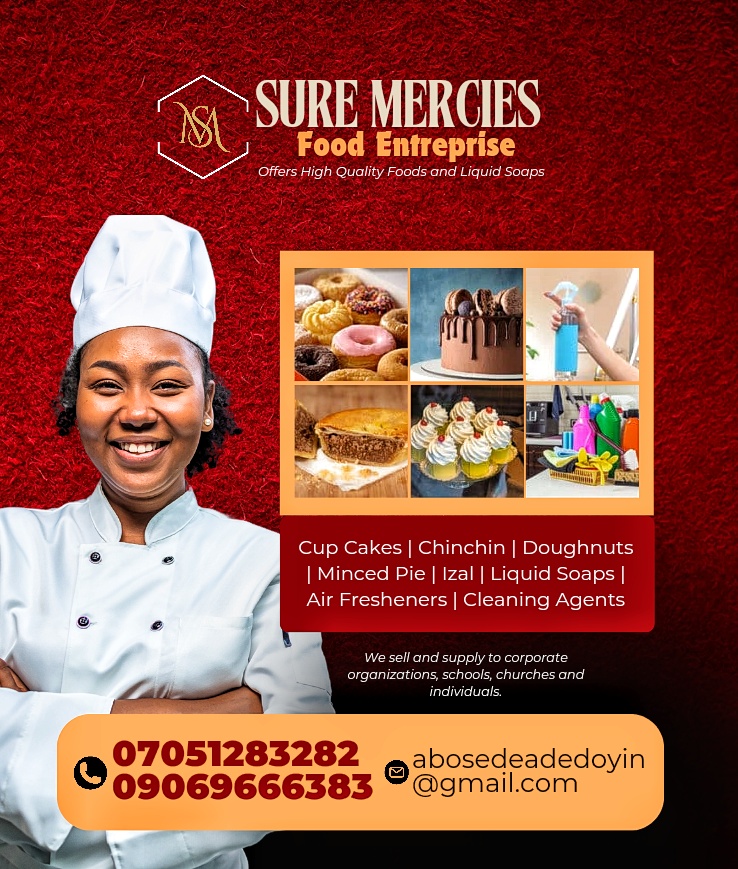 SM
SURE MERCIES
Food Entreprise
Offers High Quality Foods and Liquid Soaps
Cup Cakes | Chinchin | Doughnuts
| Minced Pie | Izal | Liquid Soaps |
Air Fresheners | Cleaning Agents
We sell and supply to corporate
organizations, schools, churches and
individuals.
07051283282
09069666383
abosedeadedoyin
@gmail.com